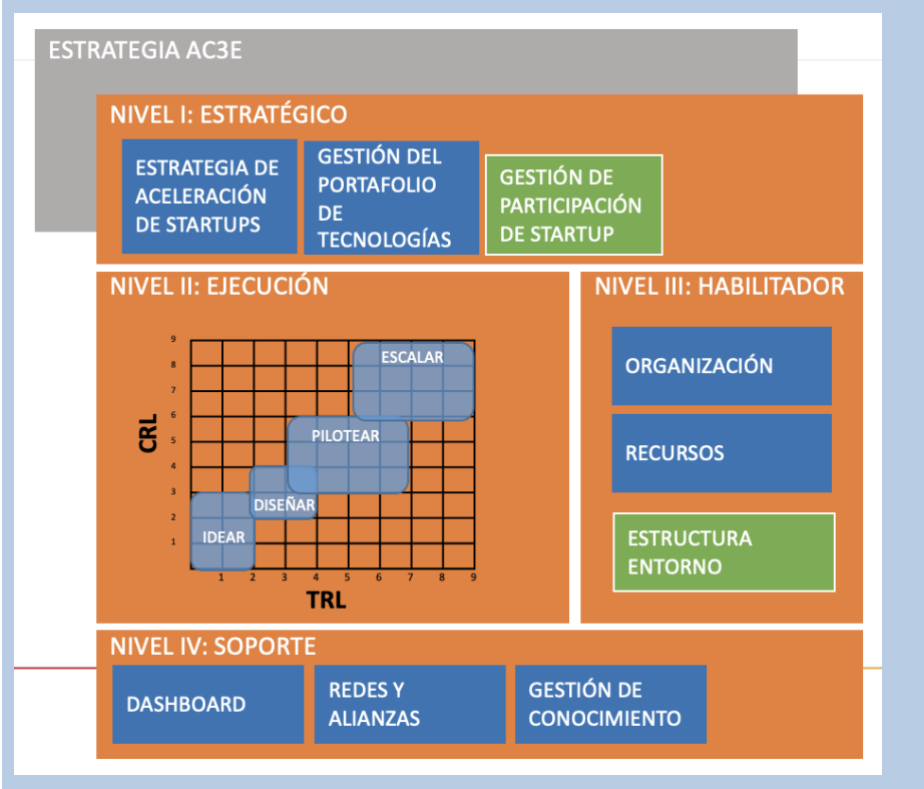 ESTRATEGIA AC3E
NIVEL I: ESTRATÉGICO
ESTRATEGIA DE
ACELERACIÓN
DE STARTUPS
GESTIÓN DEL
PORTAFOLIO
DE
TECNOLOGÍAS
GESTIÓN DE
PARTICIPACIÓN
DE STARTUP
NIVEL II: EJECUCIÓN
9
8
7
6
5
4
3
2
1
CRL
ESCALAR
PILOTEAR
DISEÑAR
IDEAR
1 2 3 4 5 6 7 8 9
TRL
NIVEL III: HABILITADOR
ORGANIZACIÓN
RECURSOS
ESTRUCTURA
ENTORNO
NIVEL IV: SOPORTE
DASHBOARD
REDES Y
ALIANZAS
GESTIÓN DE
CONOCIMIENTO